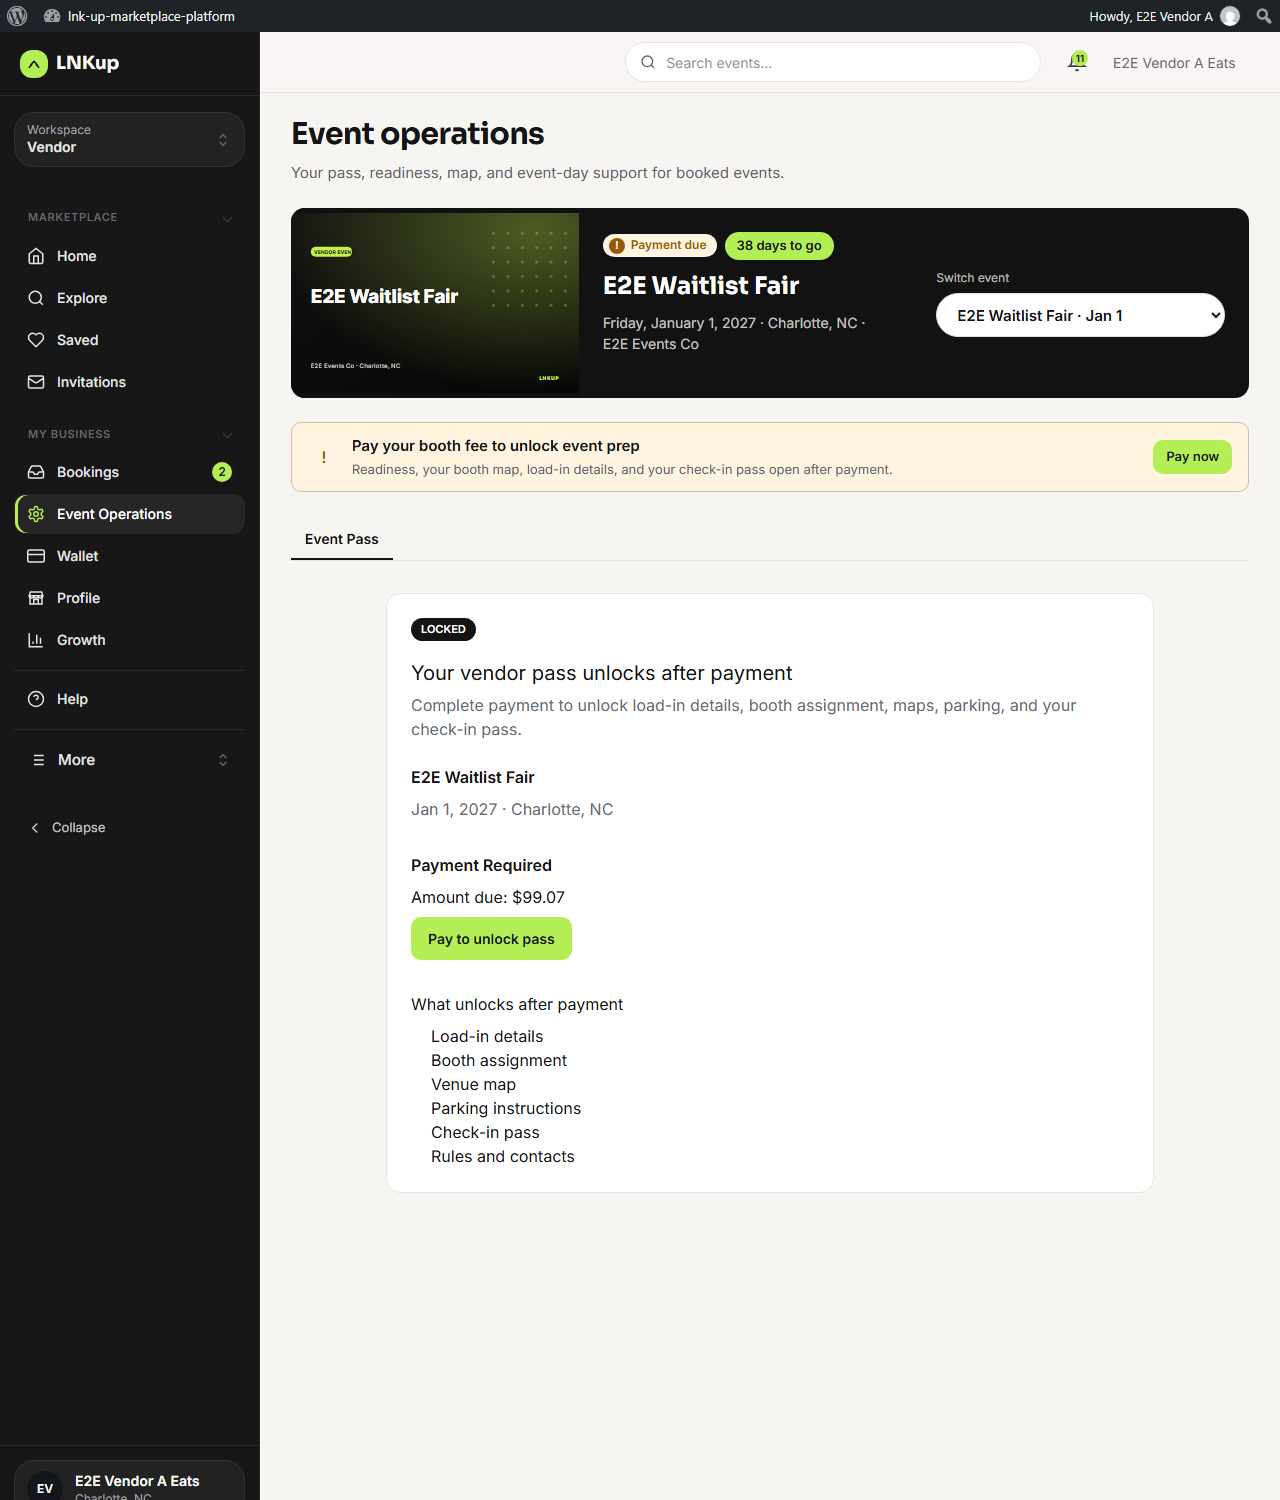 lnk-up-marketplace-platform
Howdy, E2E Vendor A
LNKup
Search events...
11
E2E Vendor A Eats
Workspace
Vendor
MARKETPLACE
Home
Explore
Saved
Invitations
MY BUSINESS
Bookings
2
Event Operations
Wallet
Profile
Growth
Help
More
Collapse
EV
E2E Vendor A Eats
Charlotte, NC
Event operations
Your pass, readiness, map, and event-day support for booked events.
VENDOR EVEN
E2E Waitlist Fair
E2E Events Co · Charlotte, NC
LNKUP
! Payment due
38 days to go
E2E Waitlist Fair
Friday, January 1, 2027 · Charlotte, NC ·
E2E Events Co
Switch event
E2E Waitlist Fair · Jan 1
!
Pay your booth fee to unlock event prep
Readiness, your booth map, load-in details, and your check-in pass open after payment.
Pay now
Event Pass
LOCKED
Your vendor pass unlocks after payment
Complete payment to unlock load-in details, booth assignment, maps, parking, and your
check-in pass.
E2E Waitlist Fair
Jan 1, 2027 · Charlotte, NC
Payment Required
Amount due: $99.07
Pay to unlock pass
What unlocks after payment
Load-in details
Booth assignment
Venue map
Parking instructions
Check-in pass
Rules and contacts